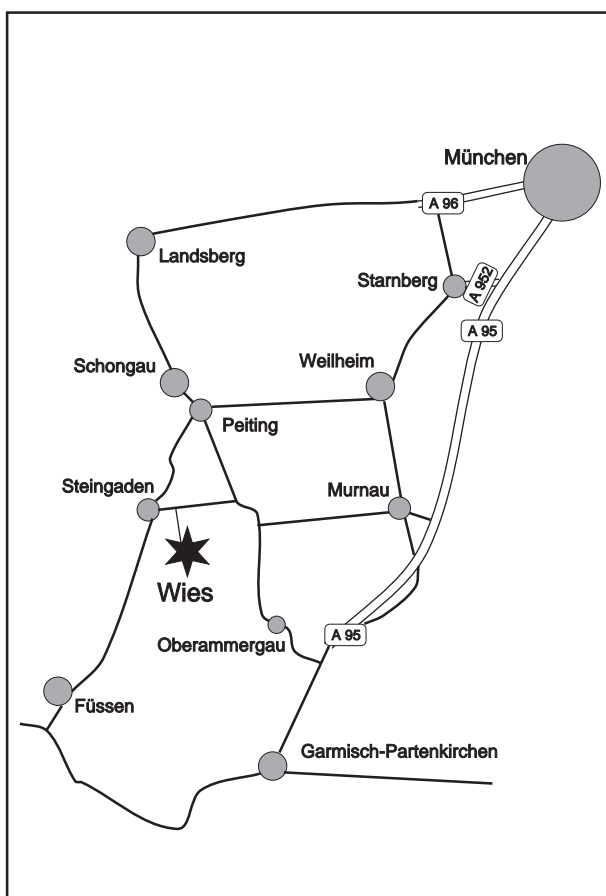 München
A 96
Landsberg
Starnberg
A 952
A 95
Schongau
Weilheim
Peiting
Steingaden
Murnau
Wies
Oberammergau
A 95
Füssen
Garmisch-Partenkirchen